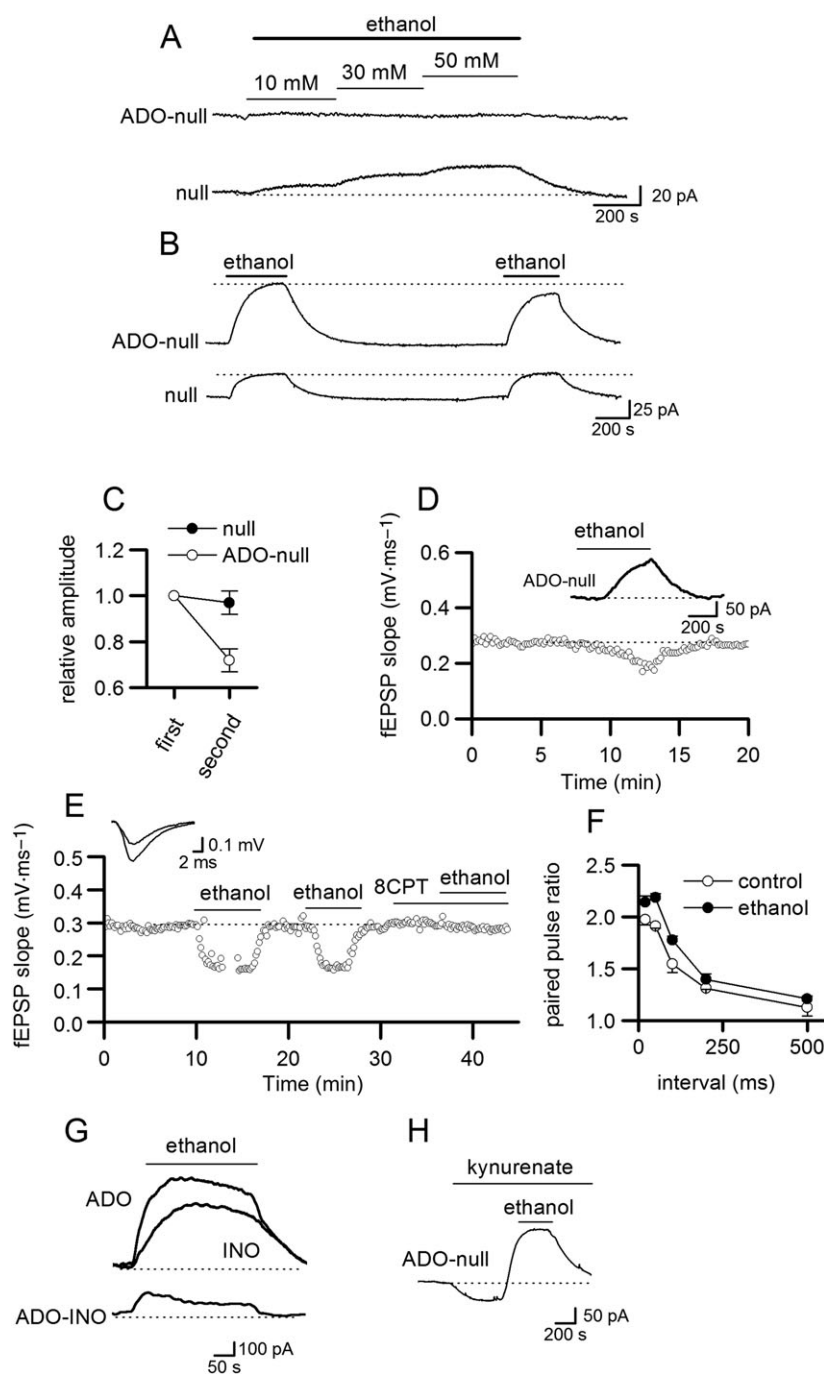 A
ethanol
50 mM
30 mM
10 mM
ADO-null
null
20 pA
200 s
B
ethanol
ethanol
ADO-null
null
25 pA
200 s
C
null
ADO-null
relative amplitude
1.2
1.0
0.8
0.6
first
second
D
ethanol
ADO-null
50 pA
200 s
fEPSP slope (mV·ms−1)
0.6
0.4
0.2
0.0
0
5
10
15
20
Time (min)
E
0.1 mV
2 ms
fEPSP slope (mV·ms−1)
0.5
0.4
0.3
0.2
0.1
0.0
ethanol
ethanol
8CPT
ethanol
0
10
20
30
40
Time (min)
F
control
ethanol
paired pulse ratio
2.5
2.0
1.5
1.0
0
250
500
interval (ms)
G
ethanol
ADO
INO
ADO-INO
100 pA
50 s
H
kynurenate
ethanol
ADO-null
50 pA
200 s